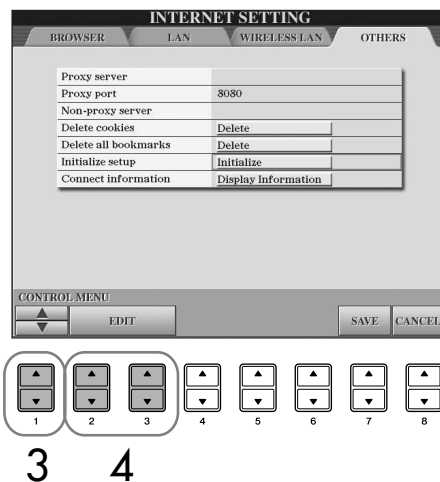 INTERNET SETTING
BROWSER LAN WIRELESS LAN OTHERS
Proxy server
Proxy port 8080
Non-proxy server
Delete cookies Delete
Delete all bookmarks Delete
Initialize setup Initialize
Connect information Display Information
CONTROL MENU
EDIT SAVE CANCEL
1 2 3 4 5 6 7 8
3 4